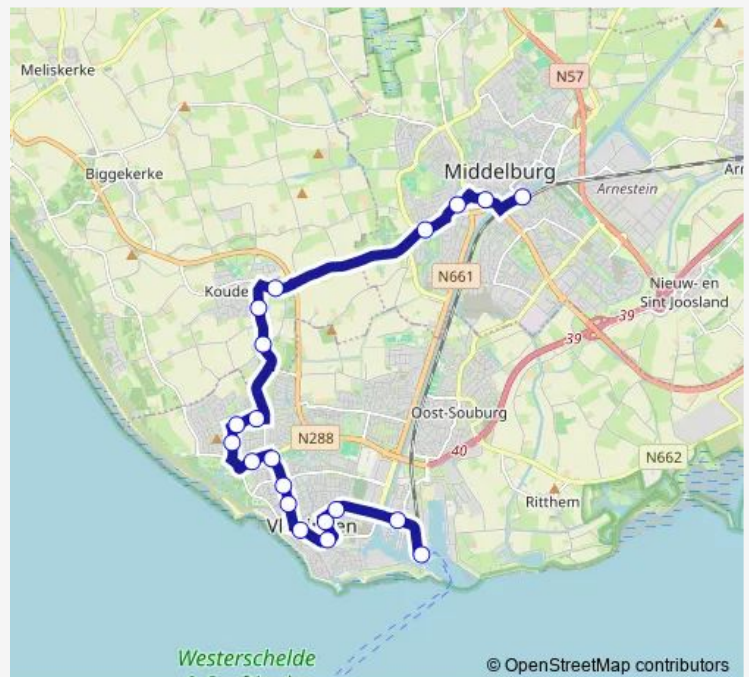 Meliskerke
N57
Middelburg
Biggekerke
Arnestein
N661
Koude
Nieuw- en
Sint Joosland
39
39
Oost-Souburg
N288
40
N662
Ritthem
Westerschelde
© OpenStreetMap contributors